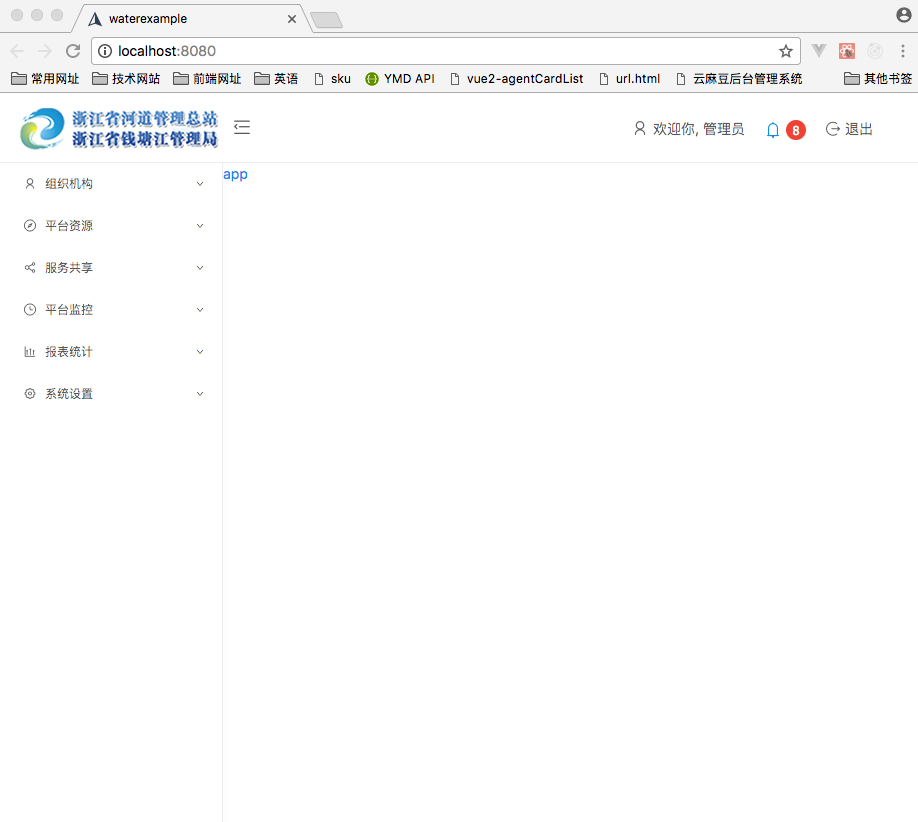 waterexample
localhost:8080
常用网址 技术网站 前端网址 英语 sku YMD API vue2-agentCardList url.html 云麻豆后台管理系统 其他书签
浙江省河道管理总站
浙江省钱塘江管理局
欢迎你, 管理员 8 退出
组织机构
app
平台资源
服务共享
平台监控
报表统计
系统设置